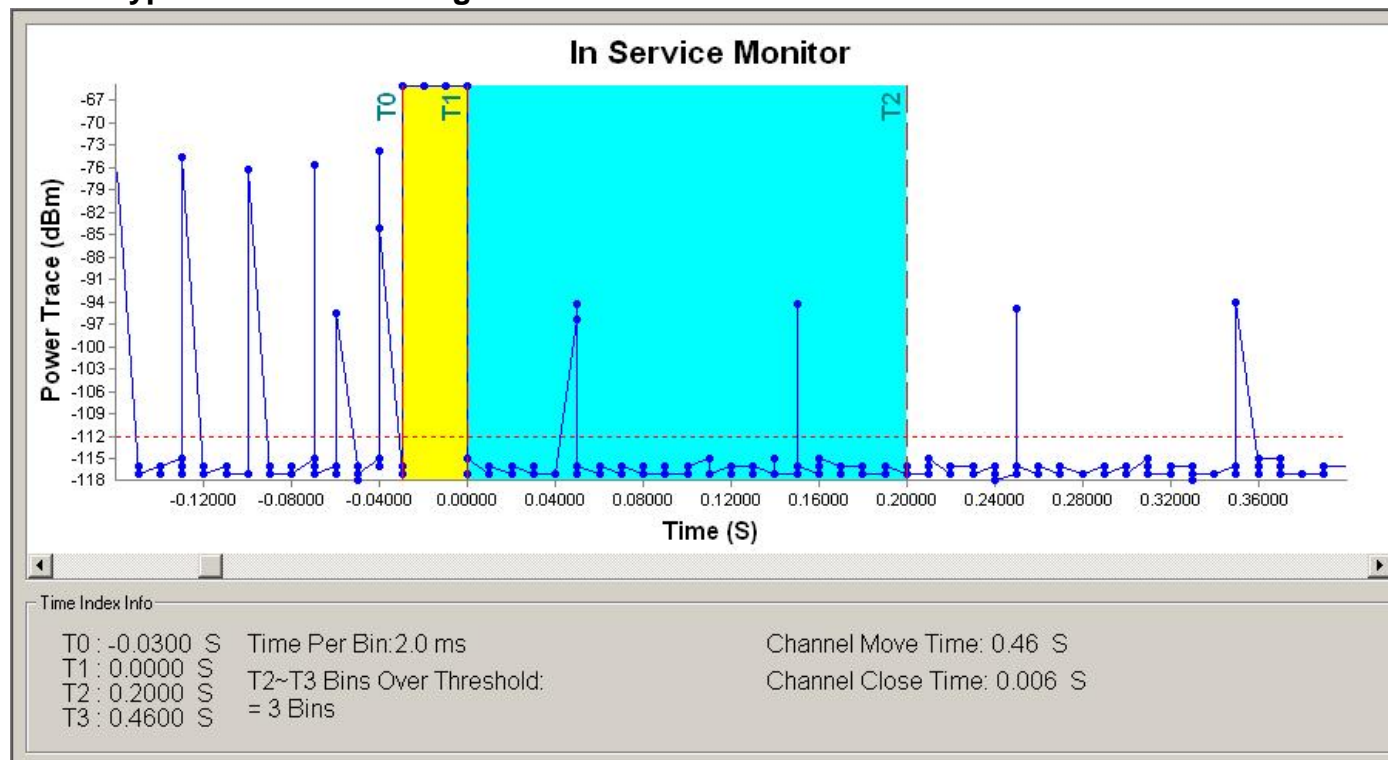 In Service Monitor
T0
T1
T2
Power Trace (dBm)
-67
-70
-73
-76
-79
-82
-85
-88
-91
-94
-97
-100
-103
-106
-109
-112
-115
-118
-0.12000 -0.08000 -0.04000 0.00000 0.04000 0.08000 0.12000 0.16000 0.20000 0.24000 0.28000 0.32000 0.36000
Time (S)
Time Index Info
T0 : -0.0300 S
T1 : 0.0000 S
T2 : 0.2000 S
T3 : 0.4600 S
Time Per Bin:2.0 ms
T2~T3 Bins Over Threshold:
= 3 Bins
Channel Move Time: 0.46 S
Channel Close Time: 0.006 S